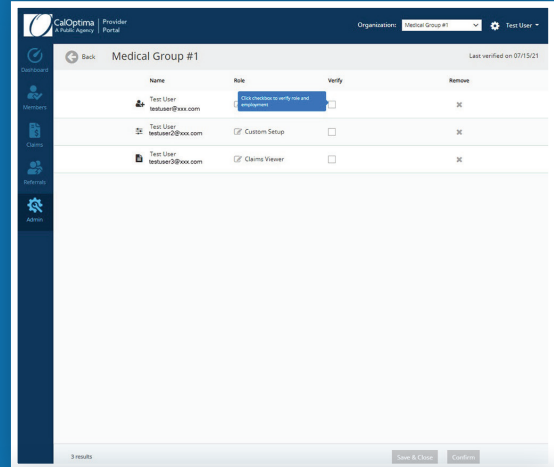 CalOptima
A Public Agency
Provider
Portal
Organization: Medical Group #1 Test User
Dashboard
Members
Claims
Referrals
Admin
Back Medical Group #1 Last verified on 07/15/21
Name Role Verify Remove
Test User
testuser@xxx.com
Click checkbox to verify role and
employment
Test User
testuser2@xxx.com
Custom Setup
Test User
testuser3@xxx.com
Claims Viewer
3 results Save & Close Confirm